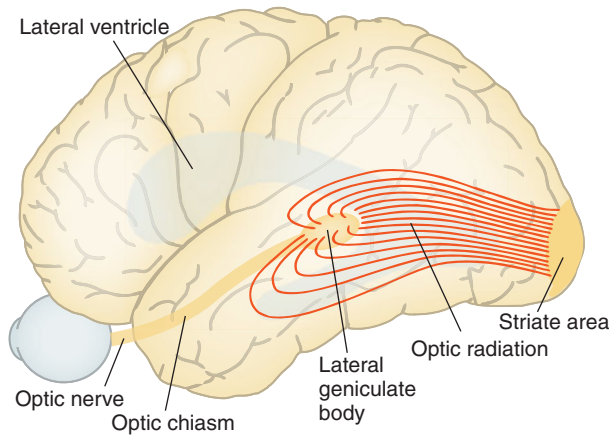 Lateral ventricle
Striate area
Optic radiation
Lateral
geniculate
body
Optic nerve
Optic chiasm